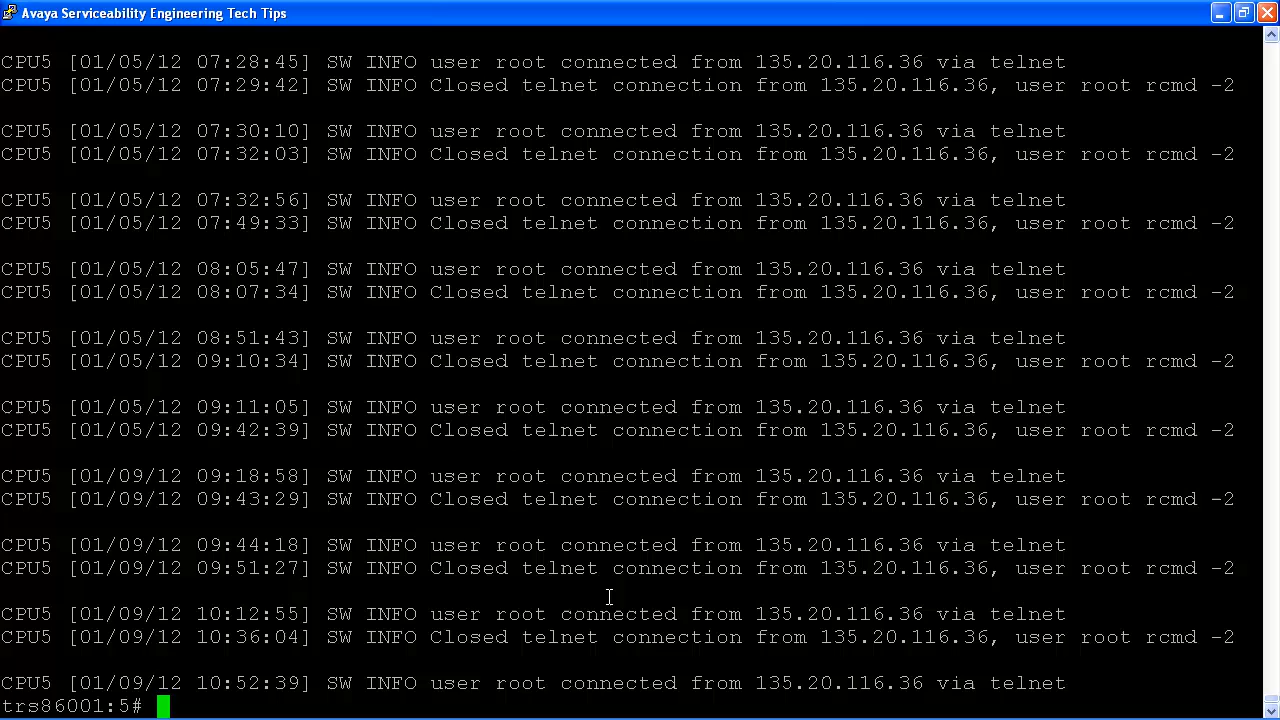 Avaya Serviceability Engineering Tech Tips
CPU5 [01/05/12 07:28:45] SW INFO user root connected from 135.20.116.36 via telnet
CPU5 [01/05/12 07:29:42] SW INFO Closed telnet connection from 135.20.116.36, user root rcmd -2
CPU5 [01/05/12 07:30:10] SW INFO user root connected from 135.20.116.36 via telnet
CPU5 [01/05/12 07:32:03] SW INFO Closed telnet connection from 135.20.116.36, user root rcmd -2
CPU5 [01/05/12 07:32:56] SW INFO user root connected from 135.20.116.36 via telnet
CPU5 [01/05/12 07:49:33] SW INFO Closed telnet connection from 135.20.116.36, user root rcmd -2
CPU5 [01/05/12 08:05:47] SW INFO user root connected from 135.20.116.36 via telnet
CPU5 [01/05/12 08:07:34] SW INFO Closed telnet connection from 135.20.116.36, user root rcmd -2
CPU5 [01/05/12 08:51:43] SW INFO user root connected from 135.20.116.36 via telnet
CPU5 [01/05/12 09:10:34] SW INFO Closed telnet connection from 135.20.116.36, user root rcmd -2
CPU5 [01/05/12 09:11:05] SW INFO user root connected from 135.20.116.36 via telnet
CPU5 [01/05/12 09:42:39] SW INFO Closed telnet connection from 135.20.116.36, user root rcmd -2
CPU5 [01/09/12 09:18:58] SW INFO user root connected from 135.20.116.36 via telnet
CPU5 [01/09/12 09:43:29] SW INFO Closed telnet connection from 135.20.116.36, user root rcmd -2
CPU5 [01/09/12 09:44:18] SW INFO user root connected from 135.20.116.36 via telnet
CPU5 [01/09/12 09:51:27] SW INFO Closed telnet connection from 135.20.116.36, user root rcmd -2
CPU5 [01/09/12 10:12:55] SW INFO user root connected from 135.20.116.36 via telnet
CPU5 [01/09/12 10:36:04] SW INFO Closed telnet connection from 135.20.116.36, user root rcmd -2
CPU5 [01/09/12 10:52:39] SW INFO user root connected from 135.20.116.36 via telnet
trs86001:5#